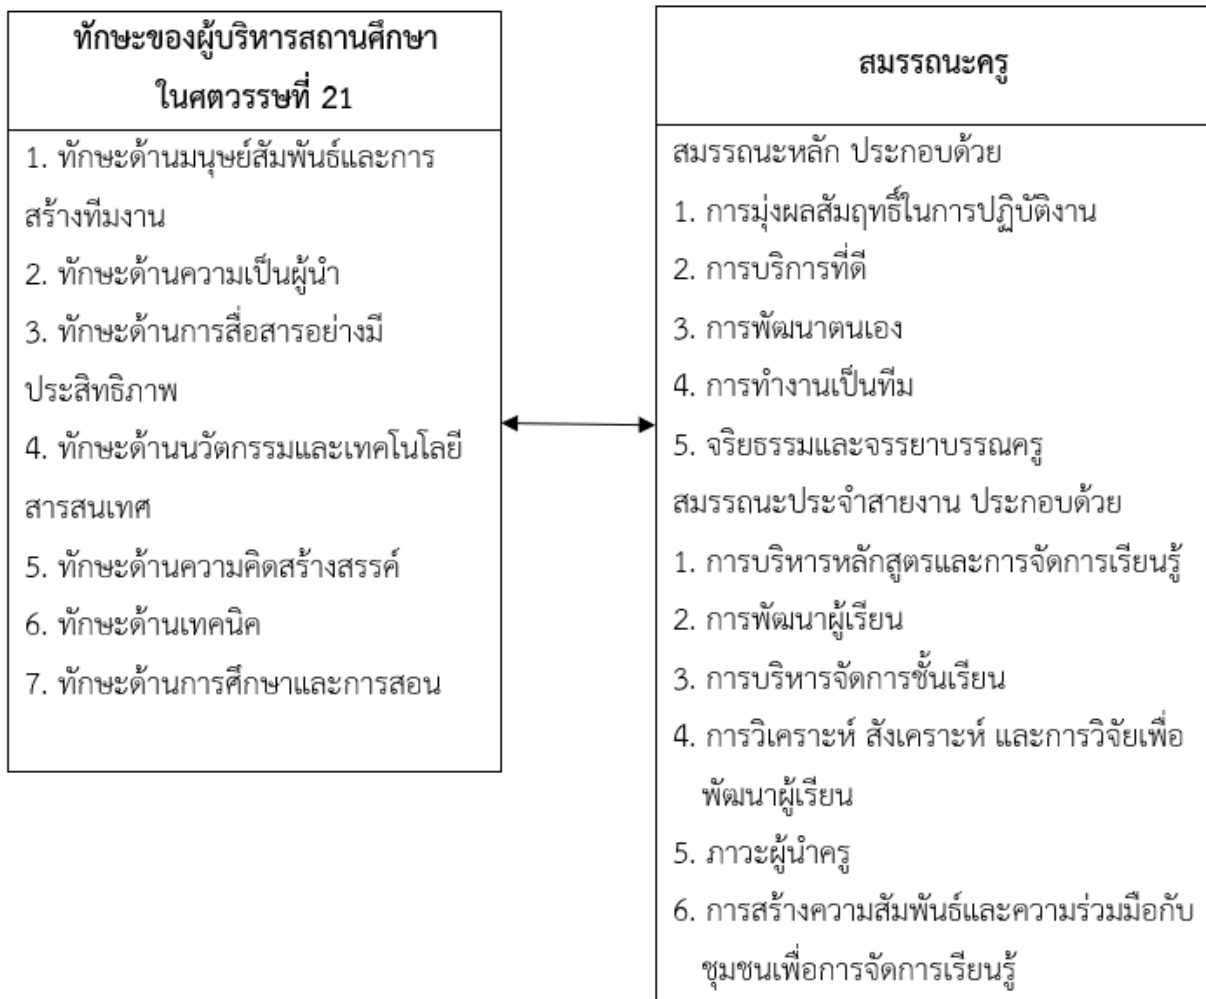 ทักษะของผู้บริหารสถานศึกษา
ในศตวรรษที่ 21
1. ทักษะด้านมนุษย์สัมพันธ์และการ
สร้างทีมงาน
2. ทักษะด้านความเป็นผู้นำ
3. ทักษะด้านการสื่อสารอย่างมี
ประสิทธิภาพ
4. ทักษะด้านนวัตกรรมและเทคโนโลยี
สารสนเทศ
5. ทักษะด้านความคิดสร้างสรรค์
6. ทักษะด้านเทคนิค
7. ทักษะด้านการศึกษาและการสอน
สมรรถนะครู
สมรรถนะหลัก ประกอบด้วย
1. การมุ่งผลสัมฤทธิ์ในการปฏิบัติงาน
2. การบริการที่ดี
3. การพัฒนาตนเอง
4. การทำงานเป็นทีม
5. จริยธรรมและจรรยาบรรณครู
สมรรถนะประจำสายงาน ประกอบด้วย
1. การบริหารหลักสูตรและการจัดการเรียนรู้
2. การพัฒนาผู้เรียน
3. การบริหารจัดการชั้นเรียน
4. การวิเคราะห์ สังเคราะห์ และการวิจัยเพื่อ
พัฒนาผู้เรียน
5. ภาวะผู้นำครู
6. การสร้างความสัมพันธ์และความร่วมมือกับ
ชุมชนเพื่อการจัดการเรียนรู้